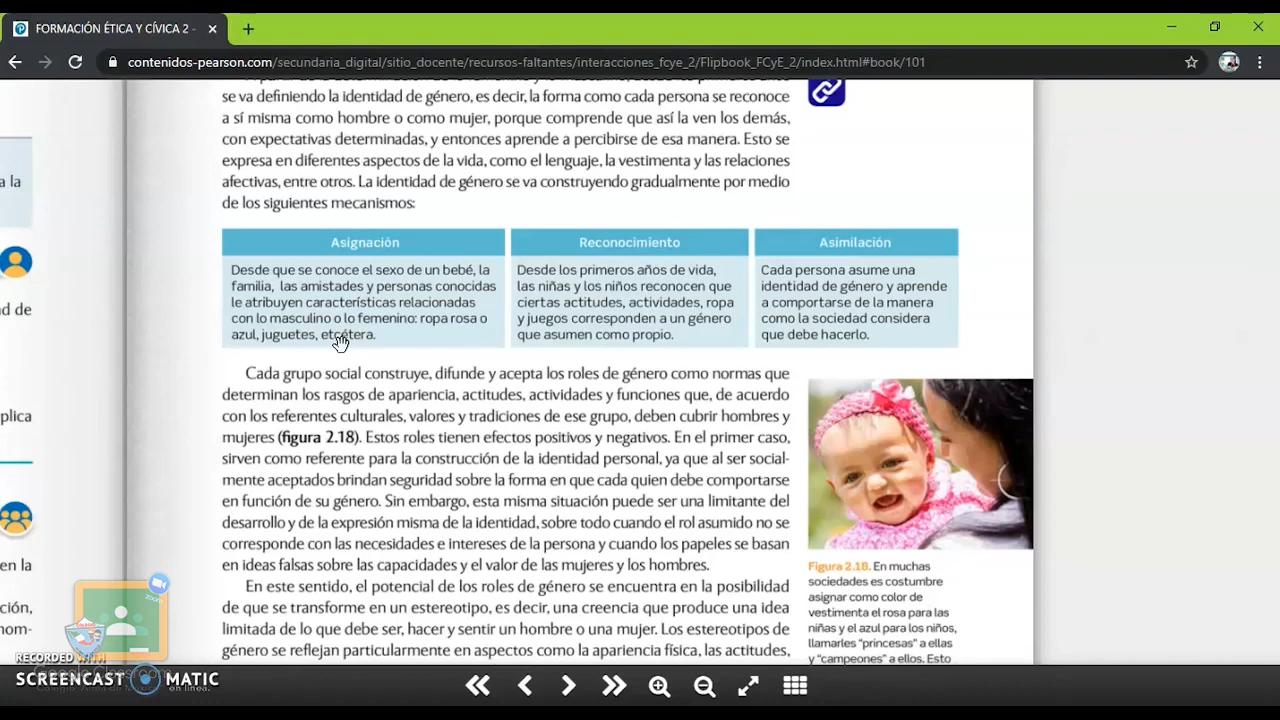 FORMACIÓN ÉTICA Y CÍVICA 2 -
contenidos-pearson.com/secundaria_digital/sitio_docente/recursos-faltantes/interacciones_fcye_2/Flipbook_FCyE_2/index.html#book/101
se va definiendo la identidad de género, es decir, la forma como cada persona se reconoce
a sí misma como hombre o como mujer, porque comprende que así la ven los demás,
con expectativas determinadas, y entonces aprende a percibirse de esa manera. Esto se
expresa en diferentes aspectos de la vida, como el lenguaje, la vestimenta y las relaciones
afectivas, entre otros. La identidad de género se va construyendo gradualmente por medio
de los siguientes mecanismos:
Asignación
Desde que se conoce el sexo de un bebé, la
familia, las amistades y personas conocidas
le atribuyen características relacionadas
con lo masculino o lo femenino: ropa rosa o
azul, juguetes, etcétera.
Reconocimiento
Desde los primeros años de vida,
las niñas y los niños reconocen que
ciertas actitudes, actividades, ropa
y juegos corresponden a un género
que asumen como propio.
Asimilación
Cada persona asume una
identidad de género y aprende
a comportarse de la manera
como la sociedad considera
que debe hacerlo.
Cada grupo social construye, difunde y acepta los roles de género como normas que
determinan los rasgos de apariencia, actitudes, actividades y funciones que, de acuerdo
con los referentes culturales, valores y tradiciones de ese grupo, deben cubrir hombres y
mujeres (figura 2.18). Estos roles tienen efectos positivos y negativos. En el primer caso,
sirven como referente para la construcción de la identidad personal, ya que al ser social-
mente aceptados brindan seguridad sobre la forma en que cada quien debe comportarse
en función de su género. Sin embargo, esta misma situación puede ser una limitante del
desarrollo y de la expresión misma de la identidad, sobre todo cuando el rol asumido no se
corresponde con las necesidades e intereses de la persona y cuando los papeles se basan
en ideas falsas sobre las capacidades y el valor de las mujeres y los hombres.
En este sentido, el potencial de los roles de género se encuentra en la posibilidad
de que se transforme en un estereotipo, es decir, una creencia que produce una idea
limitada de lo que debe ser, hacer y sentir un hombre o una mujer. Los estereotipos de
género se reflejan particularmente en aspectos como la apariencia física, las actitudes,
Figura 2.18. En muchas
sociedades es costumbre
asignar como color de
vestimenta el rosa para las
niñas y el azul para los niños,
llamarles "princesas" a ellas
y "campeones" a ellos. Esto
a la
d de
plica
en la
ción,
nom-
zoom
RECORDED WITH
SCREENCAST MATIC
en línea.